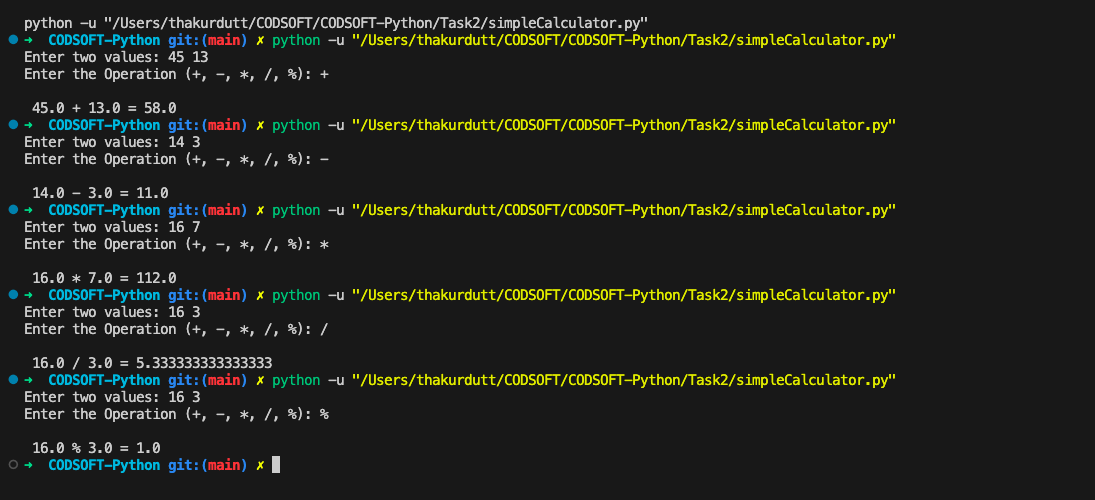 python -u "/Users/thakurdutt/CODSOFT/CODSOFT-Python/Task2/simpleCalculator.py"
➜ CODSOFT-Python git:(main) ✗ python -u "/Users/thakurdutt/CODSOFT/CODSOFT-Python/Task2/simpleCalculator.py"
Enter two values: 45 13
Enter the Operation (+, -, *, /, %): +
45.0 + 13.0 = 58.0
➜ CODSOFT-Python git:(main) ✗ python -u "/Users/thakurdutt/CODSOFT/CODSOFT-Python/Task2/simpleCalculator.py"
Enter two values: 14 3
Enter the Operation (+, -, *, /, %): -
14.0 - 3.0 = 11.0
➜ CODSOFT-Python git:(main) ✗ python -u "/Users/thakurdutt/CODSOFT/CODSOFT-Python/Task2/simpleCalculator.py"
Enter two values: 16 7
Enter the Operation (+, -, *, /, %): *
16.0 * 7.0 = 112.0
➜ CODSOFT-Python git:(main) ✗ python -u "/Users/thakurdutt/CODSOFT/CODSOFT-Python/Task2/simpleCalculator.py"
Enter two values: 16 3
Enter the Operation (+, -, *, /, %): /
16.0 / 3.0 = 5.333333333333333
➜ CODSOFT-Python git:(main) ✗ python -u "/Users/thakurdutt/CODSOFT/CODSOFT-Python/Task2/simpleCalculator.py"
Enter two values: 16 3
Enter the Operation (+, -, *, /, %): %
16.0 % 3.0 = 1.0
➜ CODSOFT-Python git:(main) ✗